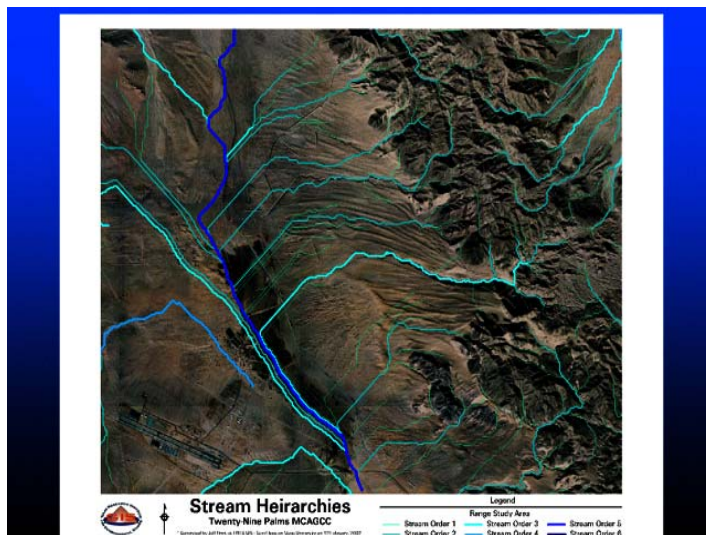 Stream Heirarchies
Twenty-Nine Palms MCAGCC
Legend
Range Study Area
Stream Order 1 Stream Order 3 Stream Order 5
Stream Order 2 Stream Order 4 Stream Order 6